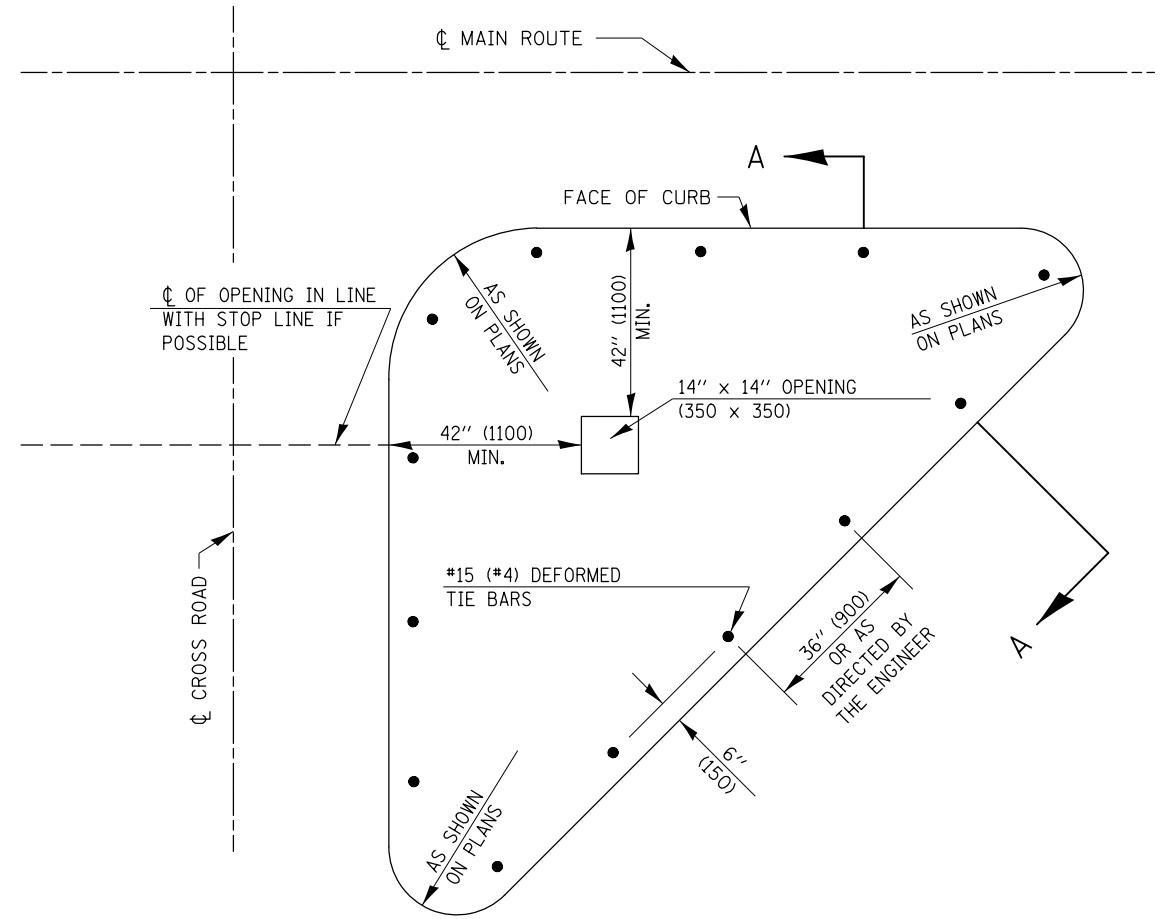 ℄ MAIN ROUTE
A
FACE OF CURB
℄ OF OPENING IN LINE
WITH STOP LINE IF
POSSIBLE
AS SHOWN
ON PLANS
42" (1100)
MIN.
AS SHOWN
ON PLANS
14" x 14" OPENING
(350 x 350)
42" (1100)
MIN.
#15 (#4) DEFORMED
TIE BARS
℄ CROSS ROAD
36" (900)
OR AS
DIRECTED BY
THE ENGINEER
A
6"
(150)
AS SHOWN
ON PLANS